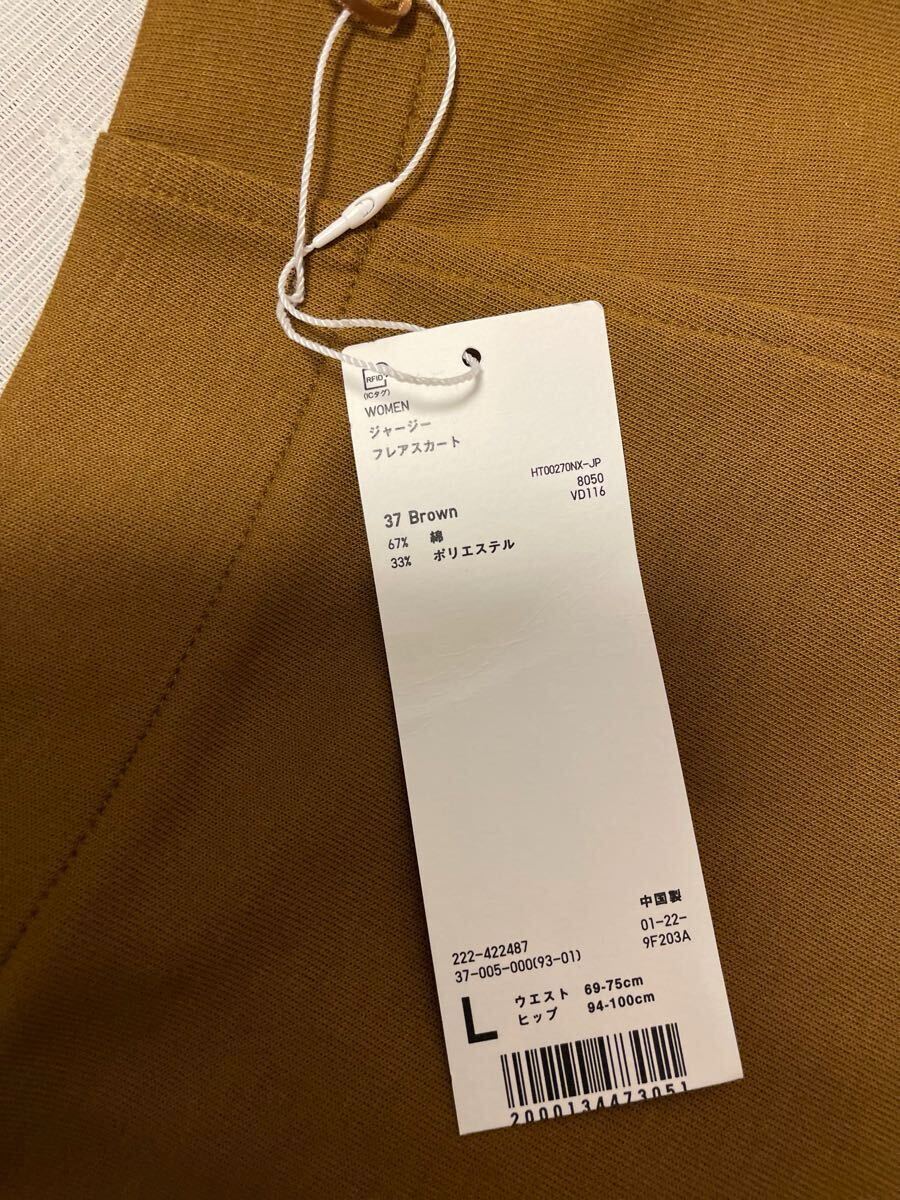 RFID
(ICタグ)
WOMEN
ジャージー
フレアスカート
HT00270NX-JP
8050
VD116
37 Brown
67% 綿
33% ポリエステル
中国製
01-22-
9F203A
222-422487
37-005-000(93-01)
L
ウエスト 69-75cm
ヒップ 94-100cm
2000134473051